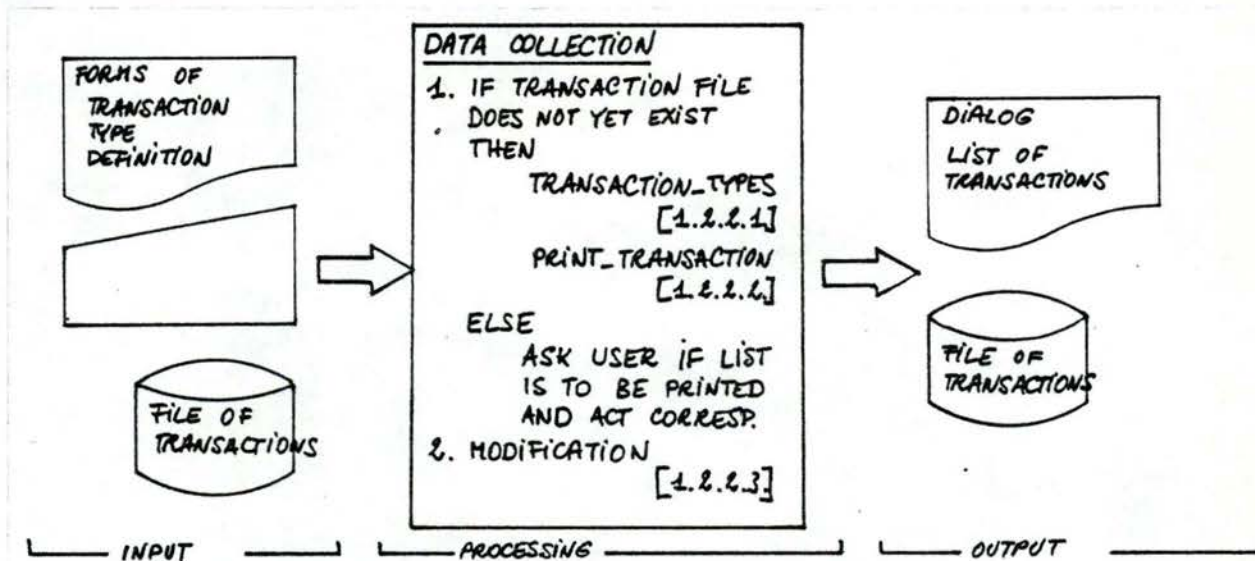 FORMS OF
TRANSACTION
TYPE
DEFINITION
FILE OF
TRANSACTIONS
INPUT
DATA COLLECTION
1. IF TRANSACTION FILE
DOES NOT YET EXIST
THEN
TRANSACTION_TYPES
[1.2.2.1]
PRINT_TRANSACTION
[1.2.2.2.]
ELSE
ASK USER IF LIST
IS TO BE PRINTED
AND ACT CORRESP.
2. MODIFICATION
[1.2.2.3]
PROCESSING
DIALOG
LIST OF
TRANSACTIONS
FILE OF
TRANSACTIONS
OUTPUT